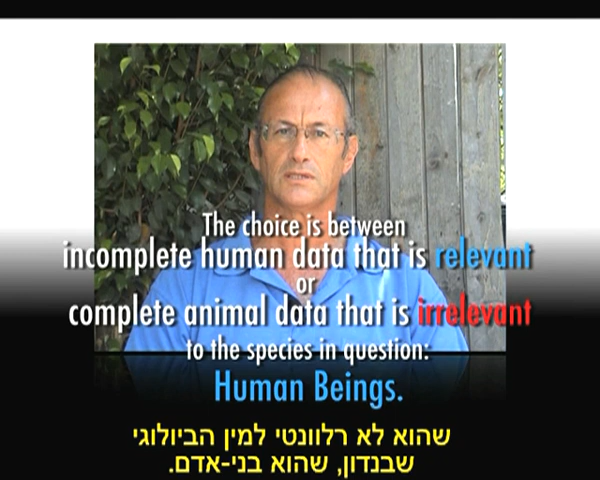 The choice is between
incomplete human data that is relevant
or
complete animal data that is irrelevant
to the species in question:
Human Beings.
שהוא לא רלוונטי למין הביולוגי
שבנדון, שהוא בני-אדם.